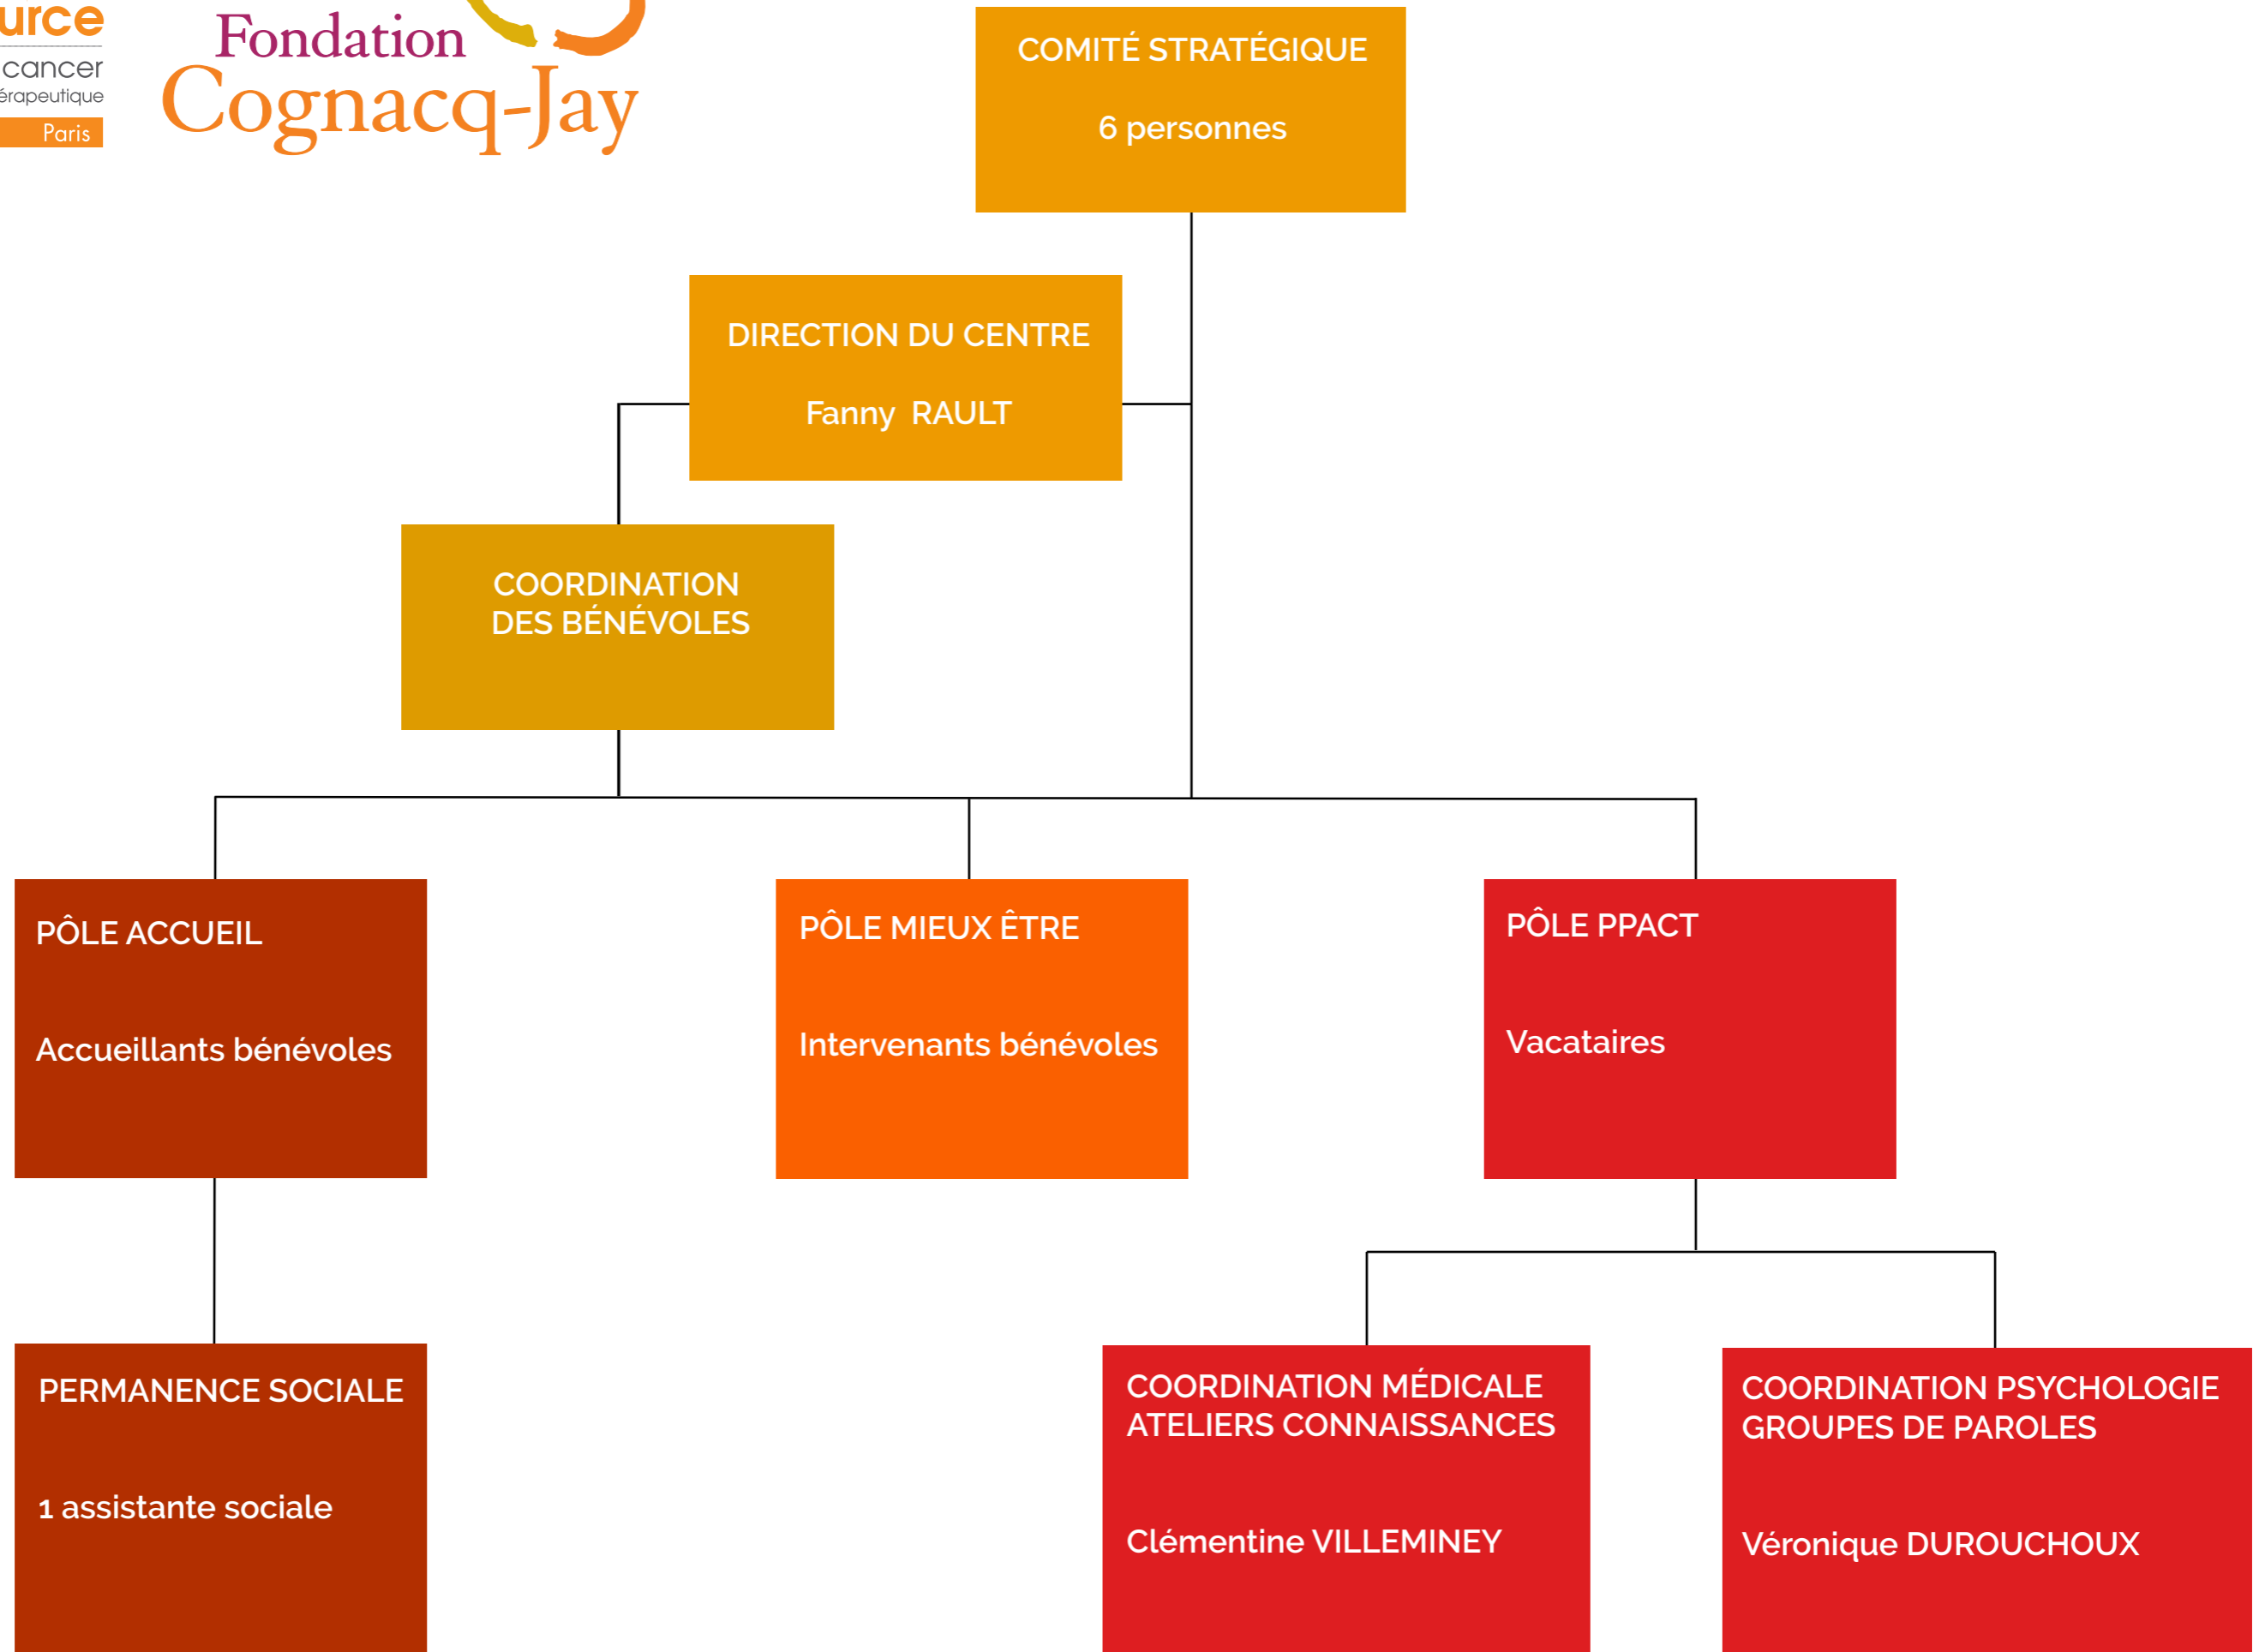 cancer
Paris
Fondation
Cognacq-Jay
COMITÉ STRATÉGIQUE
6 personnes
DIRECTION DU CENTRE
Fanny RAULT
COORDINATION
DES BÉNÉVOLES
PÔLE ACCUEIL
Accueillants bénévoles
PÔLE MIEUX ÊTRE
Intervenants bénévoles
PÔLE PPACT
Vacataires
PERMANENCE SOCIALE
1 assistante sociale
COORDINATION MÉDICALE
ATELIERS CONNAISSANCES
Clémentine VILLEMINEY
COORDINATION PSYCHOLOGIE
GROUPES DE PAROLES
Véronique DUROUCHOUX